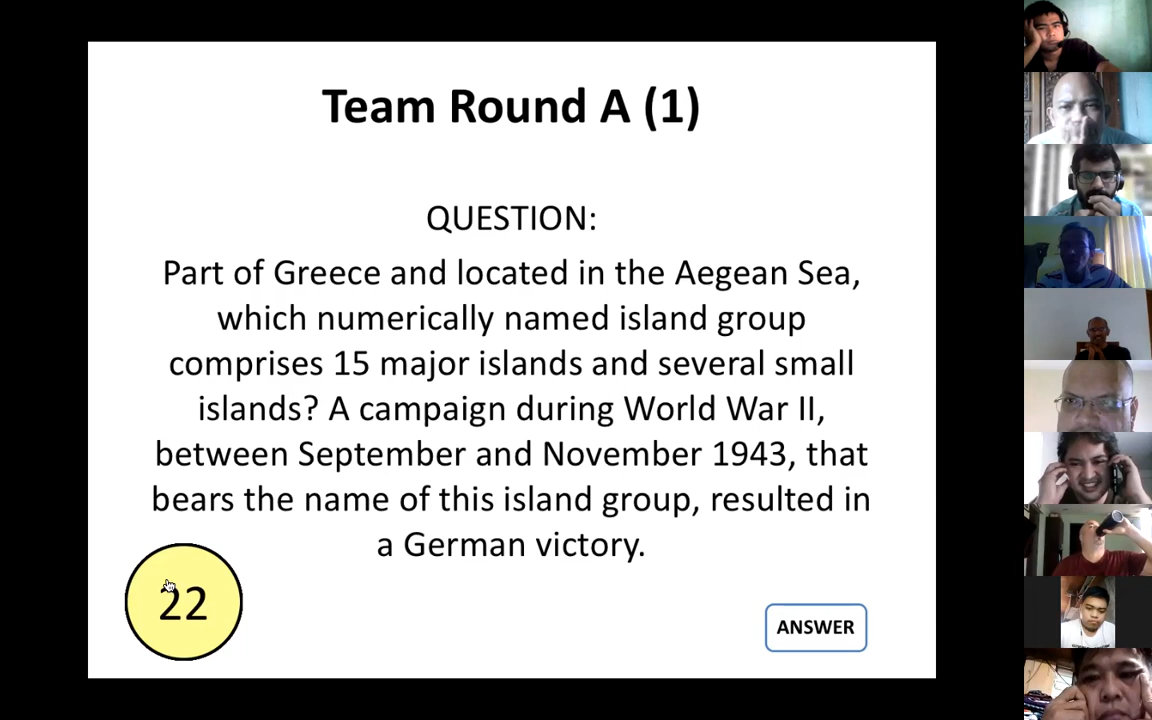 Team Round A (1)
QUESTION:
Part of Greece and located in the Aegean Sea,
which numerically named island group
comprises 15 major islands and several small
islands? A campaign during World War II,
between September and November 1943, that
bears the name of this island group, resulted in
a German victory.
22
ANSWER